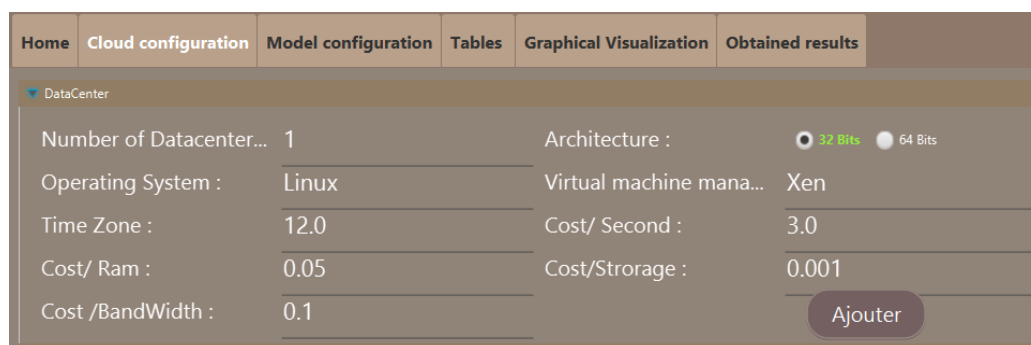 Home Cloud configuration Model configuration Tables Graphical Visualization Obtained results
DataCenter
Number of Datacenter... 1 Architecture : 32 Bits 64 Bits
Operating System : Linux Virtual machine mana... Xen
Time Zone : 12.0 Cost/ Second : 3.0
Cost/ Ram : 0.05 Cost/Strorage : 0.001
Cost /BandWidth : 0.1 Ajouter